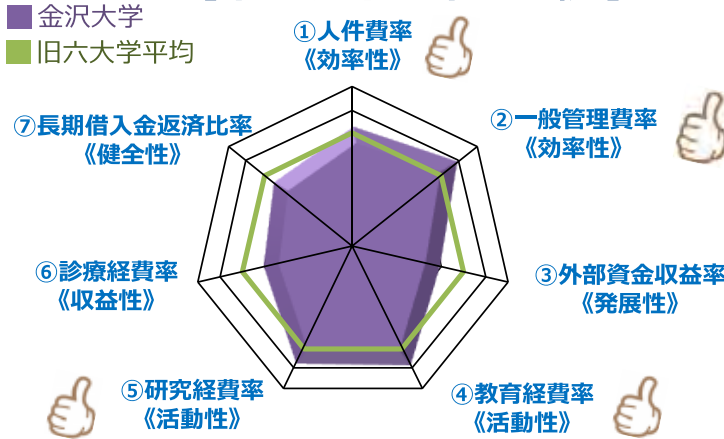 金沢大学
旧六大学平均
①人件費率
《効率性》
②一般管理費率
《効率性》
③外部資金収益率
《発展性》
④教育経費率
《活動性》
⑤研究経費率
《活動性》
⑥診療経費率
《収益性》
⑦長期借入金返済比率
《健全性》